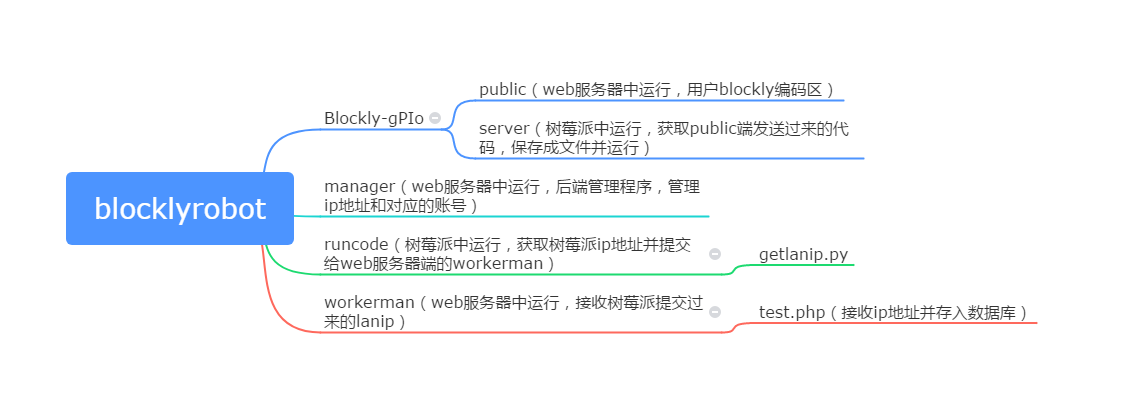 public（web服务器中运行，用户blockly编码区）
Blockly-gPIo
server（树莓派中运行，获取public端发送过来的代
码，保存成文件并运行）
manager（web服务器中运行，后端管理程序，管理
ip地址和对应的账号）
blocklyrobot
runcode（树莓派中运行，获取树莓派ip地址并提交
给web服务器端的workerman）
getlanip.py
workerman（web服务器中运行，接收树莓派提交过
来的lanip）
test.php（接收ip地址并存入数据库）